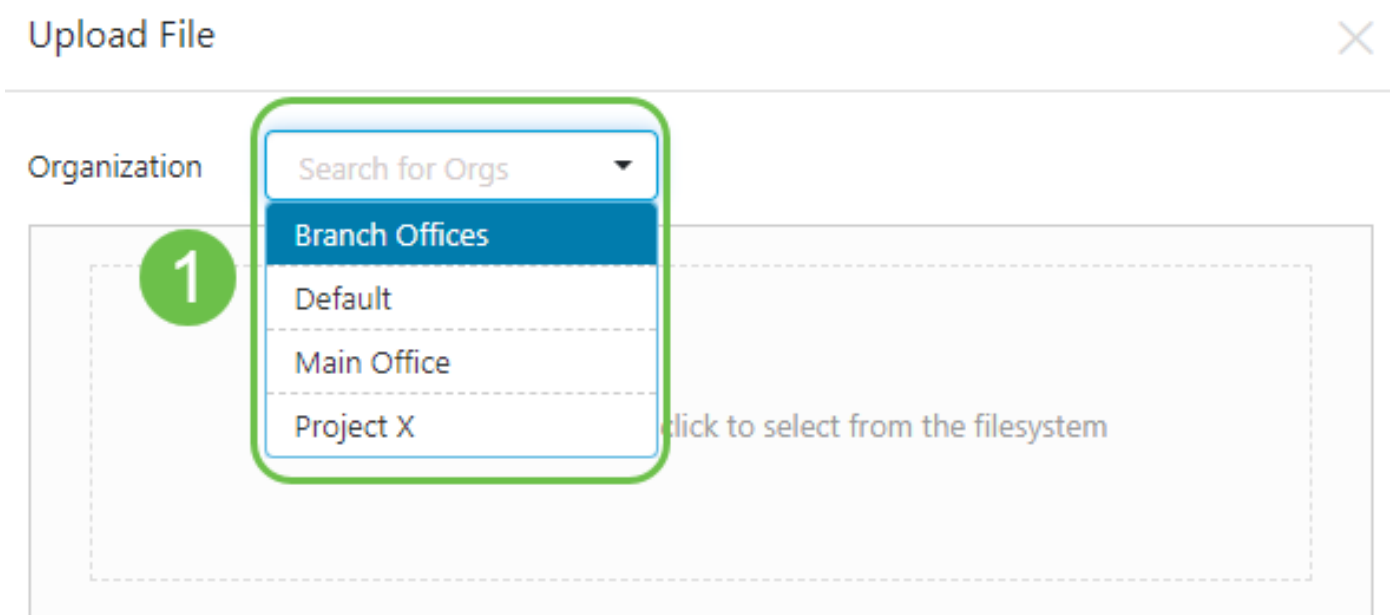 Upload File
Organization
Search for Orgs
1
Branch Offices
Default
Main Office
Project X
click to select from the filesystem